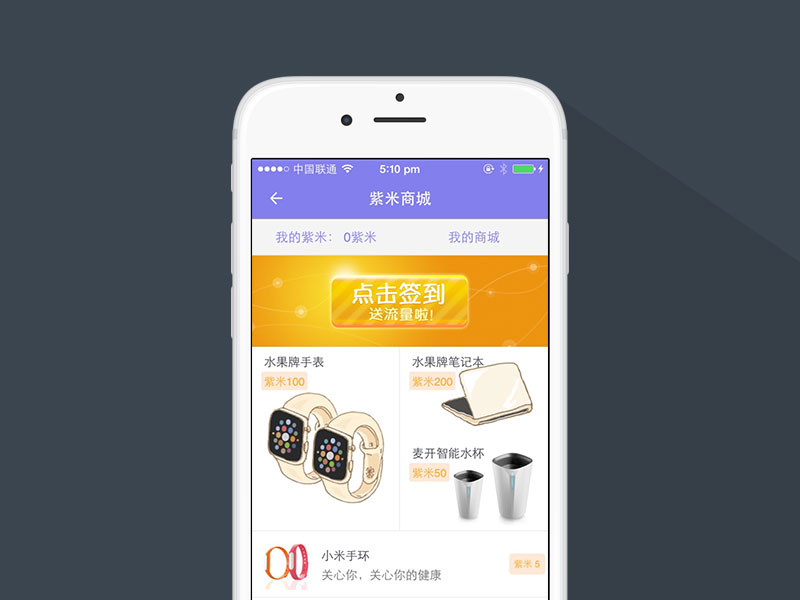 中国联通 5:10 pm
紫米商城
我的紫米: 0紫米 我的商城
点击签到
送流量啦!
水果牌手表
紫米100
水果牌笔记本
紫米200
麦开智能水杯
紫米50
小米手环
关心你，关心你的健康
紫米 5